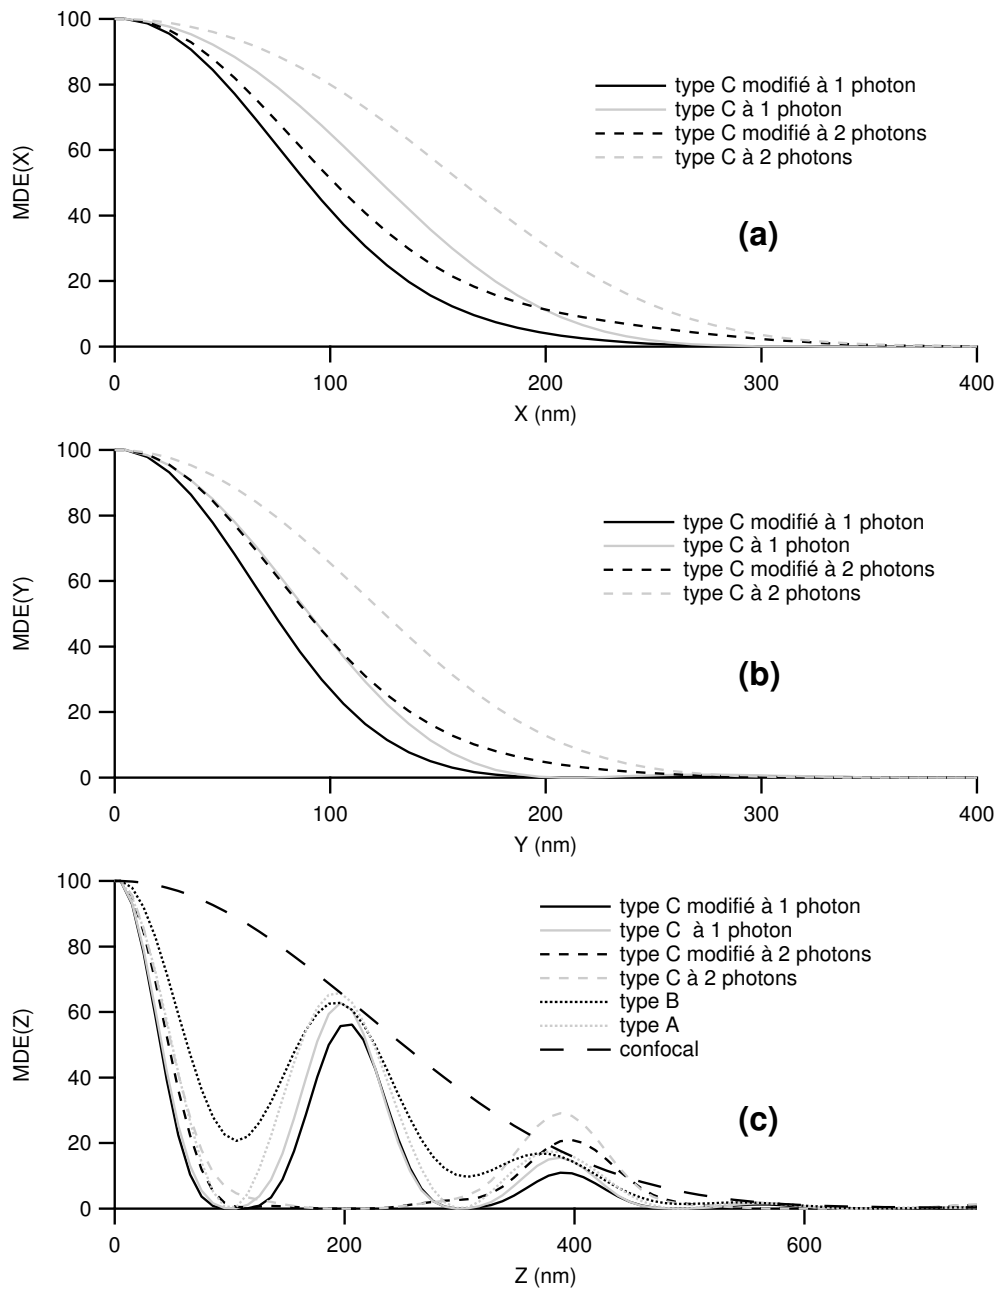 100
80
60
40
20
0
MDE(X)
type C modifié à 1 photon
type C à 1 photon
type C modifié à 2 photons
type C à 2 photons
(a)
0 100 200 300 400
X (nm)
100
80
60
40
20
0
MDE(Y)
type C modifié à 1 photon
type C à 1 photon
type C modifié à 2 photons
type C à 2 photons
(b)
0 100 200 300 400
Y (nm)
100
80
60
40
20
0
MDE(Z)
type C modifié à 1 photon
type C  à 1 photon
type C modifié à 2 photons
type C à 2 photons
type B
type A
confocal
(c)
0 200 400 600
Z (nm)